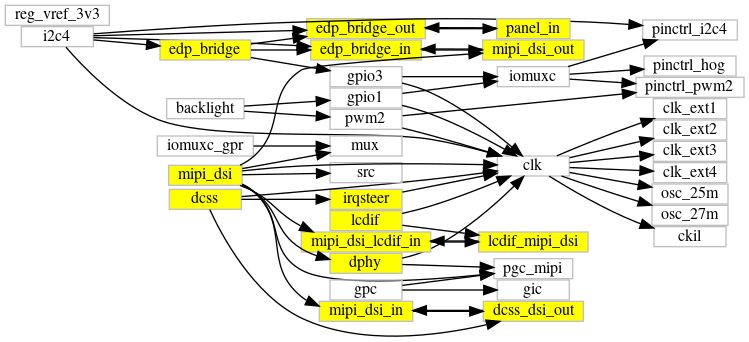 reg_vref_3v3
i2c4
edp_bridge
backlight
iomuxc_gpr
mipi_dsi
dcss
edp_bridge_out
edp_bridge_in
gpio3
gpio1
pwm2
mux
src
irqsteer
lcdif
mipi_dsi_lcdif_in
dphy
gpc
mipi_dsi_in
panel_in
mipi_dsi_out
iomuxc
clk
lcdif_mipi_dsi
pgc_mipi
gic
dcss_dsi_out
pinctrl_i2c4
pinctrl_hog
pinctrl_pwm2
clk_ext1
clk_ext2
clk_ext3
clk_ext4
osc_25m
osc_27m
ckil